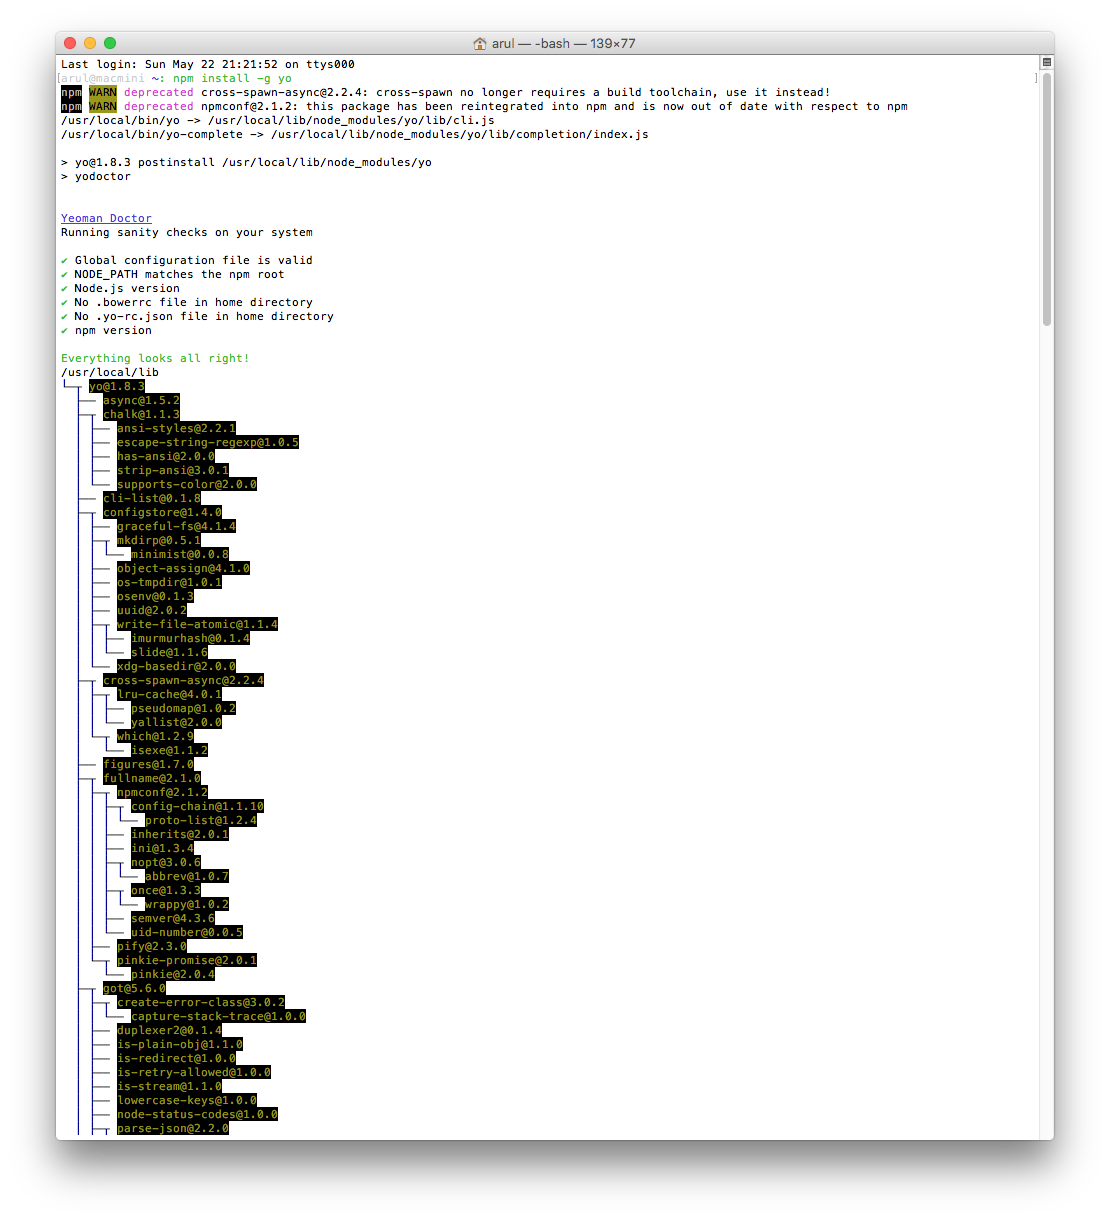 arul — -bash — 139×77
Last login: Sun May 22 21:21:52 on ttys000
[arul@macmini ~: npm install -g yo ]
npm WARN deprecated cross-spawn-async@2.2.4: cross-spawn no longer requires a build toolchain, use it instead!
npm WARN deprecated npmconf@2.1.2: this package has been reintegrated into npm and is now out of date with respect to npm
/usr/local/bin/yo -> /usr/local/lib/node_modules/yo/lib/cli.js
/usr/local/bin/yo-complete -> /usr/local/lib/node_modules/yo/lib/completion/index.js
> yo@1.8.3 postinstall /usr/local/lib/node_modules/yo
> yodoctor
Yeoman Doctor
Running sanity checks on your system
✔ Global configuration file is valid
✔ NODE_PATH matches the npm root
✔ Node.js version
✔ No .bowerrc file in home directory
✔ No .yo-rc.json file in home directory
✔ npm version
Everything looks all right!
/usr/local/lib
└─┬ yo@1.8.3
  ├── async@1.5.2
  ├─┬ chalk@1.1.3
  │ ├── ansi-styles@2.2.1
  │ ├── escape-string-regexp@1.0.5
  │ ├── has-ansi@2.0.0
  │ ├── strip-ansi@3.0.1
  │ └── supports-color@2.0.0
  ├── cli-list@0.1.8
  ├─┬ configstore@1.4.0
  │ ├── graceful-fs@4.1.4
  │ ├─┬ mkdirp@0.5.1
  │ │ └── minimist@0.0.8
  │ ├── object-assign@4.1.0
  │ ├── os-tmpdir@1.0.1
  │ ├── osenv@0.1.3
  │ ├── uuid@2.0.2
  │ ├─┬ write-file-atomic@1.1.4
  │ │ ├── imurmurhash@0.1.4
  │ │ └── slide@1.1.6
  │ └── xdg-basedir@2.0.0
  ├─┬ cross-spawn-async@2.2.4
  │ ├─┬ lru-cache@4.0.1
  │ │ ├── pseudomap@1.0.2
  │ │ └── yallist@2.0.0
  │ └─┬ which@1.2.9
  │   └── isexe@1.1.2
  ├── figures@1.7.0
  ├─┬ fullname@2.1.0
  │ ├─┬ npmconf@2.1.2
  │ │ ├─┬ config-chain@1.1.10
  │ │ │ └── proto-list@1.2.4
  │ │ ├── inherits@2.0.1
  │ │ ├── ini@1.3.4
  │ │ ├─┬ nopt@3.0.6
  │ │ │ └── abbrev@1.0.7
  │ │ ├─┬ once@1.3.3
  │ │ │ └── wrappy@1.0.2
  │ │ ├── semver@4.3.6
  │ │ └── uid-number@0.0.5
  │ ├── pify@2.3.0
  │ └─┬ pinkie-promise@2.0.1
  │   └── pinkie@2.0.4
  ├─┬ got@5.6.0
  │ ├─┬ create-error-class@3.0.2
  │ │ └── capture-stack-trace@1.0.0
  │ ├── duplexer2@0.1.4
  │ ├── is-plain-obj@1.1.0
  │ ├── is-redirect@1.0.0
  │ ├── is-retry-allowed@1.0.0
  │ ├── is-stream@1.1.0
  │ ├── lowercase-keys@1.0.0
  │ ├── node-status-codes@1.0.0
  │ ├─┬ parse-json@2.2.0